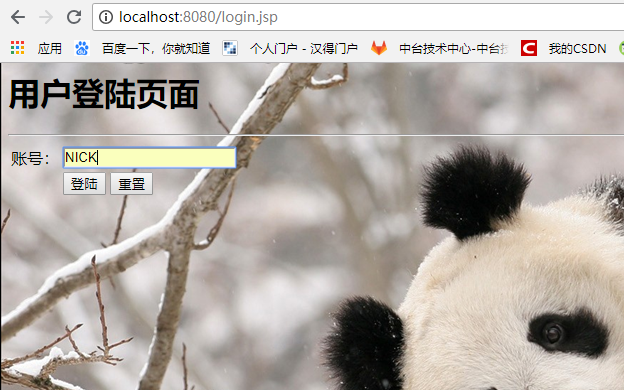 localhost:8080/login.jsp
应用 百度一下，你就知道 个人门户 - 汉得门户 中台技术中心-中台技 C 我的CSDN
用户登陆页面
账号： NICK
登陆 重置